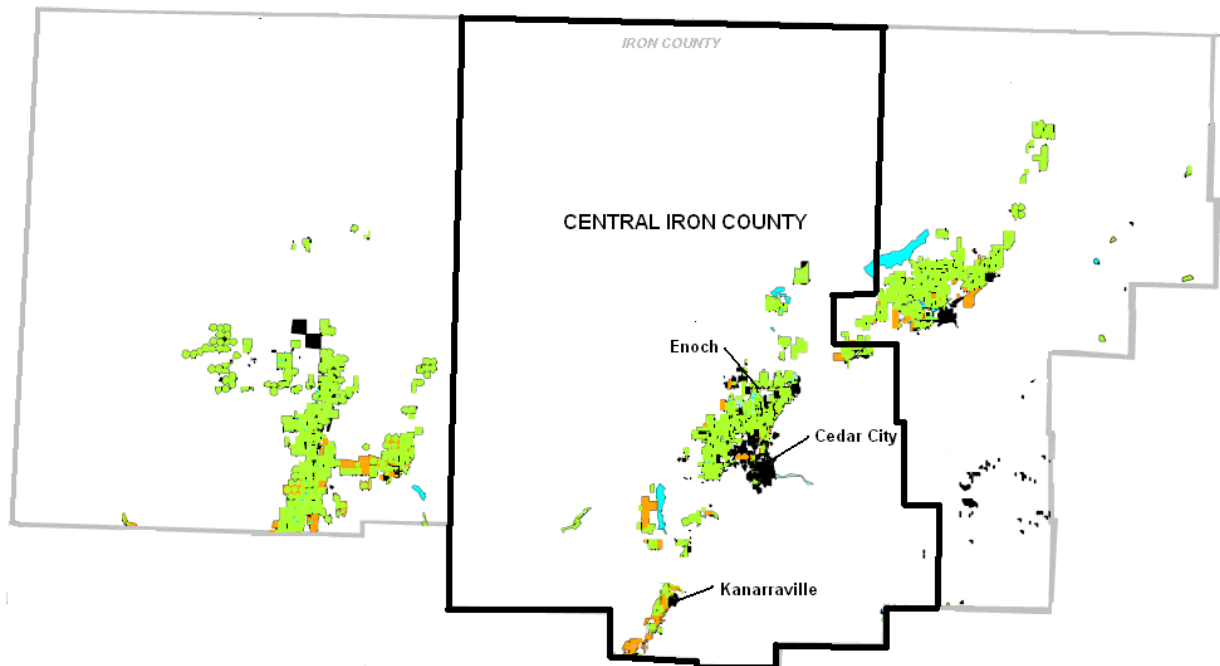 IRON COUNTY
CENTRAL IRON COUNTY
Enoch
Cedar City
Kanarraville